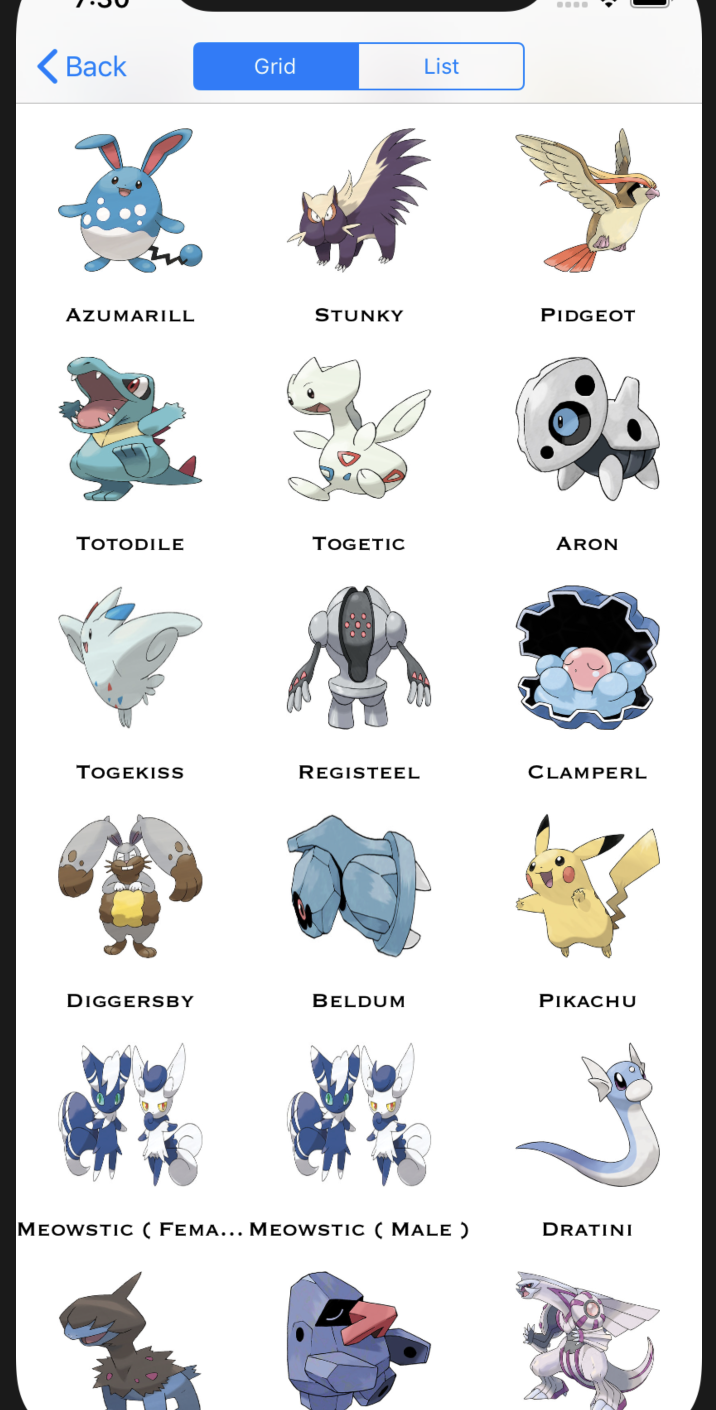 7:30
Back
Grid
List
AZUMARILL
STUNKY
PIDGEOT
TOTODILE
TOGETIC
ARON
TOGEKISS
REGISTEEL
CLAMPERL
DIGGERSBY
BELDUM
PIKACHU
MEOWSTIC ( FEMA...
MEOWSTIC ( MALE )
DRATINI